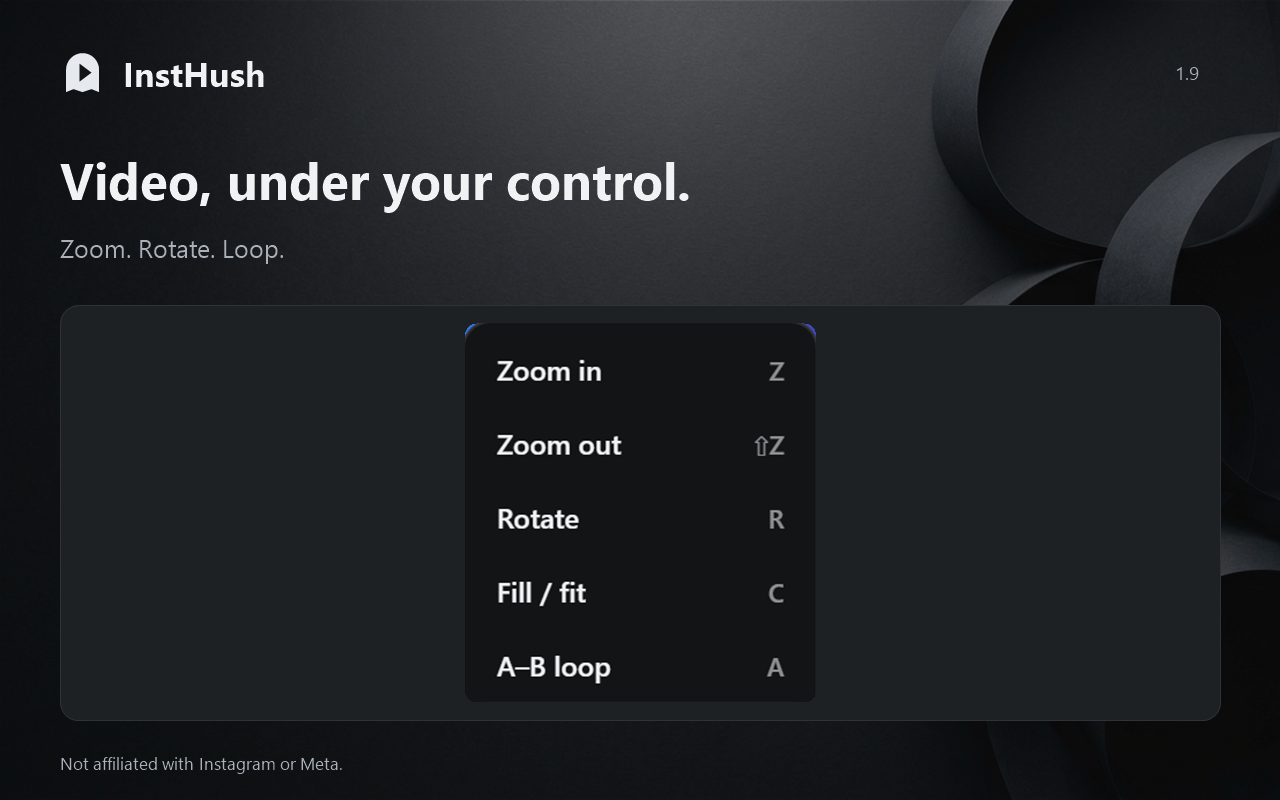 InstHush
1.9
Video, under your control.
Zoom. Rotate. Loop.
Zoom in Z
Zoom out ⇧Z
Rotate R
Fill / fit C
A–B loop A
Not affiliated with Instagram or Meta.